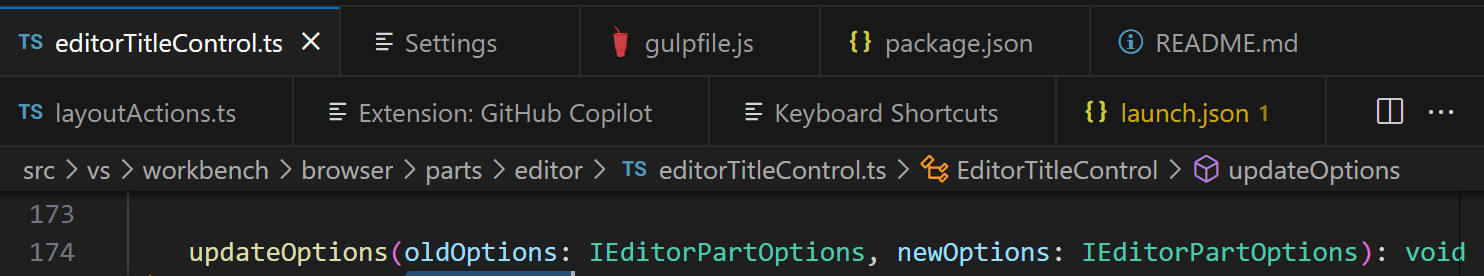 TS editorTitleControl.ts Settings gulpfile.js {} package.json README.md
TS layoutActions.ts Extension: GitHub Copilot Keyboard Shortcuts {} launch.json 1
src > vs > workbench > browser > parts > editor > TS editorTitleControl.ts > EditorTitleControl > updateOptions
173
174 updateOptions(oldOptions: IEditorPartOptions, newOptions: IEditorPartOptions): void